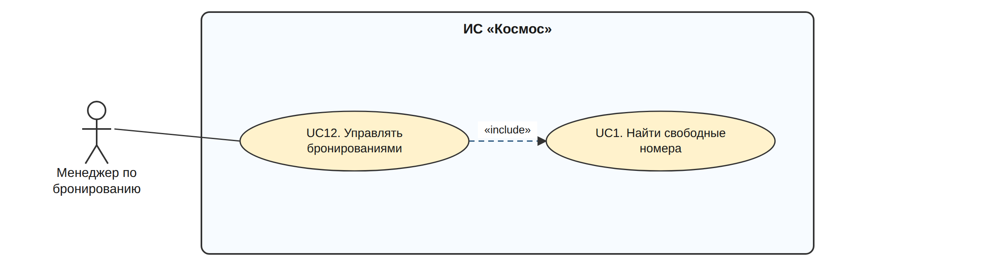 ИС «Космос»
UC12. Управлять
бронированиями
«include»
UC1. Найти свободные
номера
Менеджер по
бронированию